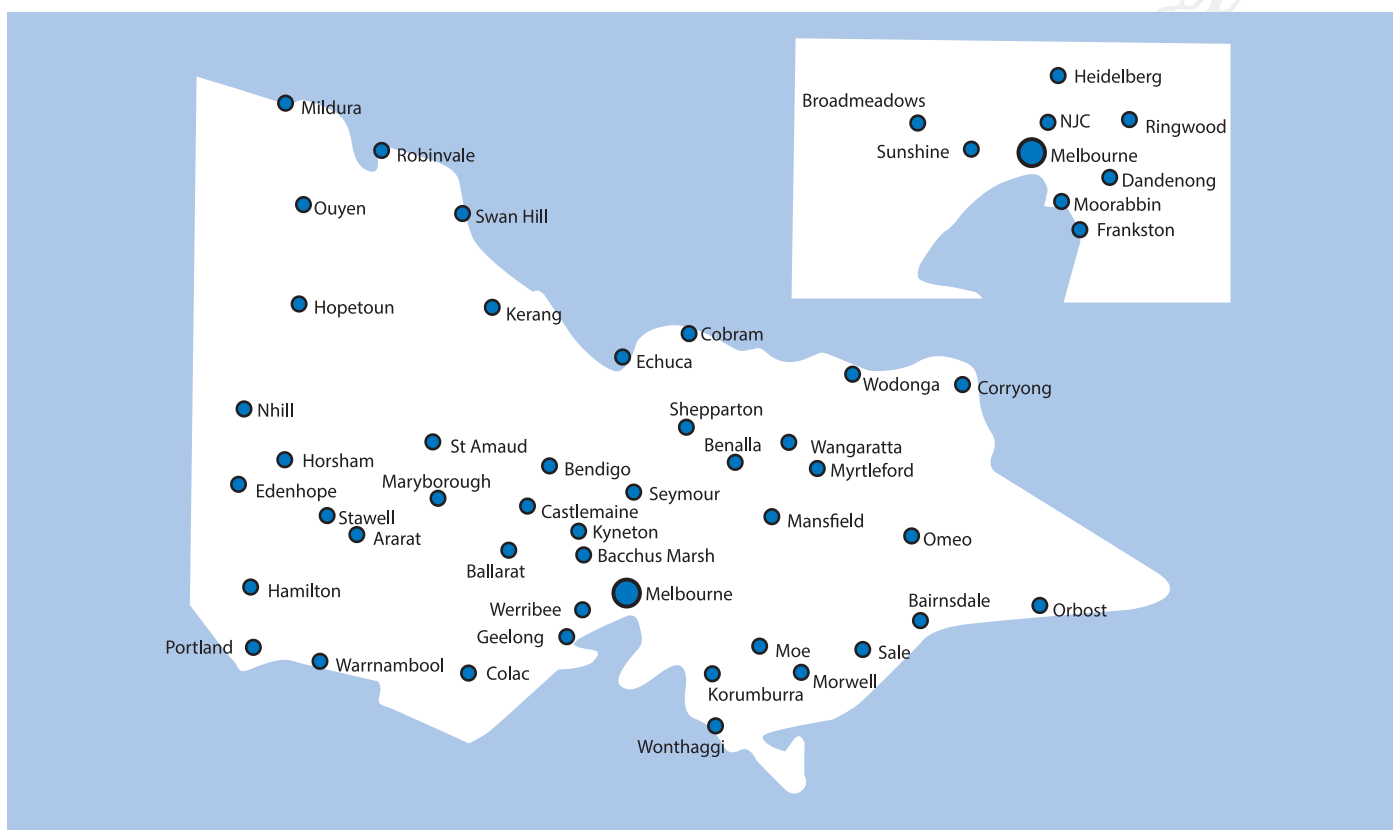 Mildura
Robinvale
Ouyen
Swan Hill
Hopetoun
Kerang
Cobram
Echuca
Wodonga
Corryong
Nhill
Shepparton
St Amaud
Benalla
Wangaratta
Horsham
Bendigo
Myrtleford
Edenhope
Maryborough
Seymour
Stawell
Castlemaine
Mansfield
Ararat
Kyneton
Omeo
Ballarat
Bacchus Marsh
Hamilton
Melbourne
Werribee
Bairnsdale
Orbost
Geelong
Portland
Warrnambool
Colac
Moe
Sale
Korumburra
Morwell
Wonthaggi
Heidelberg
Broadmeadows
NJC
Ringwood
Sunshine
Melbourne
Dandenong
Moorabbin
Frankston